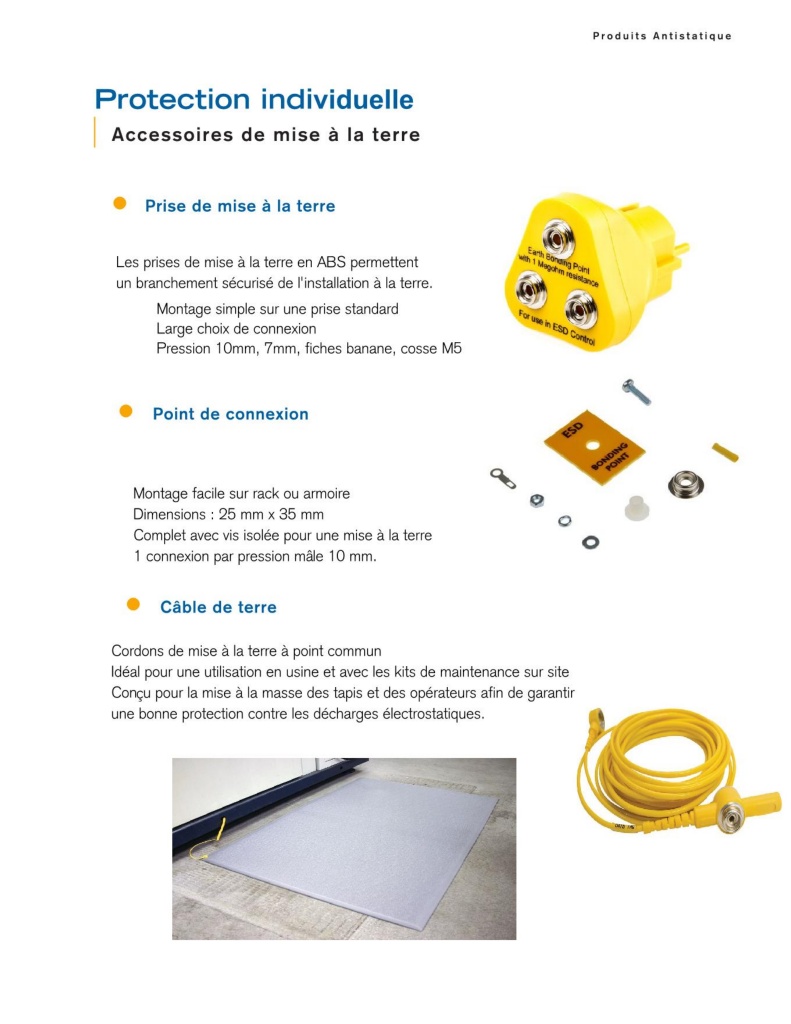 Produits Antistatique
Protection individuelle
Accessoires de mise à la terre
Prise de mise à la terre
Les prises de mise à la terre en ABS permettent
un branchement sécurisé de l'installation à la terre.
Montage simple sur une prise standard
Large choix de connexion
Pression 10mm, 7mm, fiches banane, cosse M5
Earth Bonding Point
with 1 Megohm resistance
For use in ESD Control
Point de connexion
ESD
BONDING
POINT
Montage facile sur rack ou armoire
Dimensions : 25 mm x 35 mm
Complet avec vis isolée pour une mise à la terre
1 connexion par pression mâle 10 mm.
Câble de terre
Cordons de mise à la terre à point commun
Idéal pour une utilisation en usine et avec les kits de maintenance sur site
Conçu pour la mise à la masse des tapis et des opérateurs afin de garantir
une bonne protection contre les décharges électrostatiques.